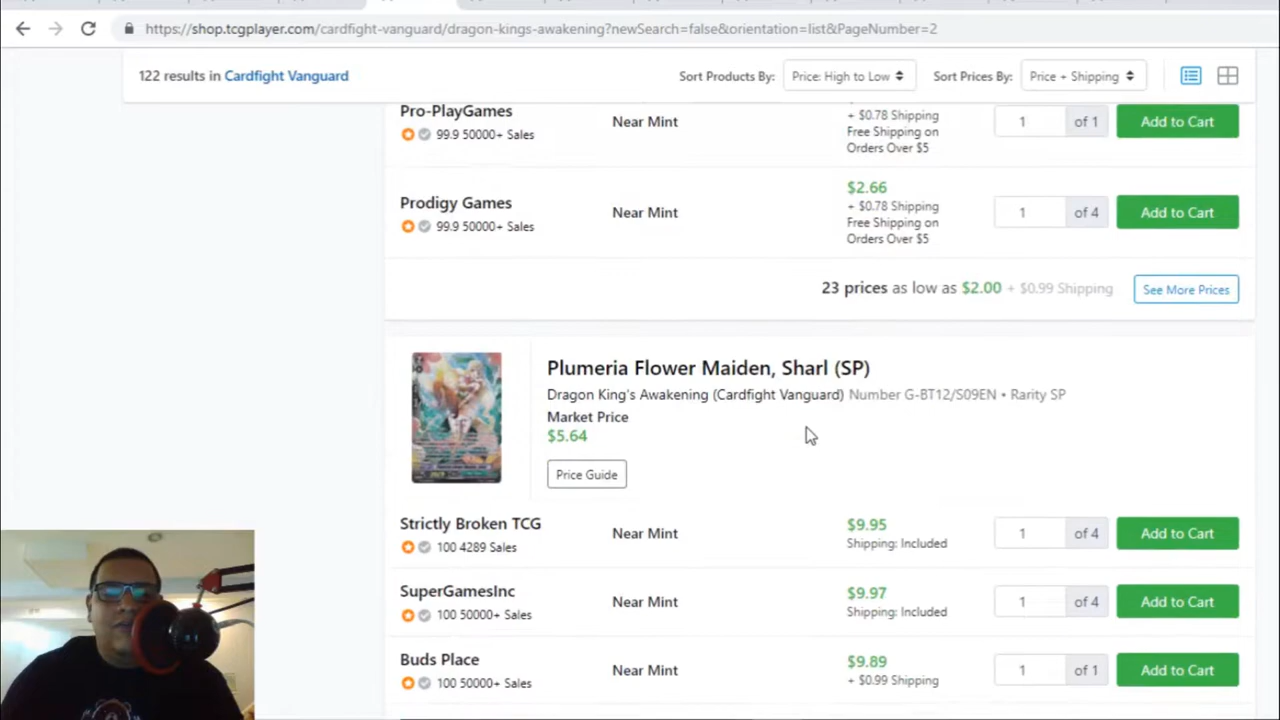 https://shop.tcgplayer.com/cardfight-vanguard/dragon-kings-awakening?newSearch=false&orientation=list&PageNumber=2
122 results in Cardfight Vanguard
Sort Products By: Price: High to Low
Sort Prices By: Price + Shipping
Pro-PlayGames
99.9 50000+ Sales
Near Mint
+ $0.78 Shipping
Free Shipping on
Orders Over $5
1 of 1
Add to Cart
Prodigy Games
99.9 50000+ Sales
Near Mint
$2.66
+ $0.78 Shipping
Free Shipping on
Orders Over $5
1 of 4
Add to Cart
23 prices as low as $2.00 + $0.99 Shipping
See More Prices
Plumeria Flower Maiden, Sharl (SP)
Dragon King's Awakening (Cardfight Vanguard) Number G-BT12/S09EN • Rarity SP
Market Price
$5.64
Price Guide
Strictly Broken TCG
100 4289 Sales
Near Mint
$9.95
Shipping: Included
1 of 4
Add to Cart
SuperGamesInc
100 50000+ Sales
Near Mint
$9.97
Shipping: Included
1 of 4
Add to Cart
Buds Place
100 50000+ Sales
Near Mint
$9.89
+ $0.99 Shipping
1 of 1
Add to Cart